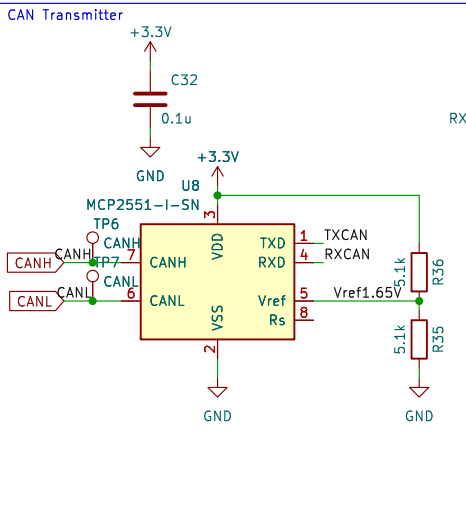 CAN Transmitter
+3.3V
C32
0.1u
RX
GND
+3.3V
U8
MCP2551-I-SN
3
VDD
TP6
CANH
CANH
CANH
7
CANH
TXD
1
TXCAN
RXD
4
RXCAN
TP7
CANL
CANL
CANL
6
CANL
Vref
5
Vref1.65V
Rs
8
VSS
2
5.1k
R36
5.1k
R35
GND
GND